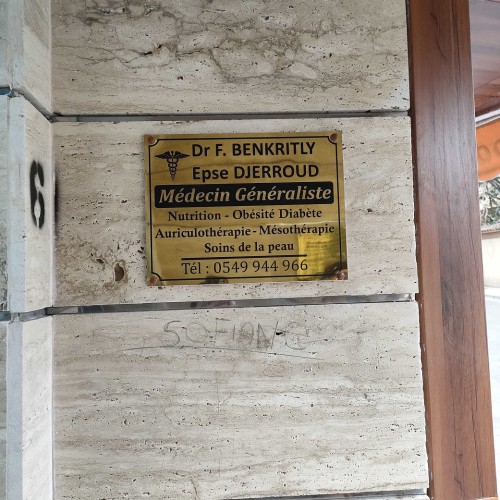 6
Dr F. BENKRITLY
Epse DJERROUD
Médecin Généraliste
Nutrition - Obésité Diabète
Auriculothérapie - Mésothérapie
Soins de la peau
Tél : 0549 944 966
SOFIANE